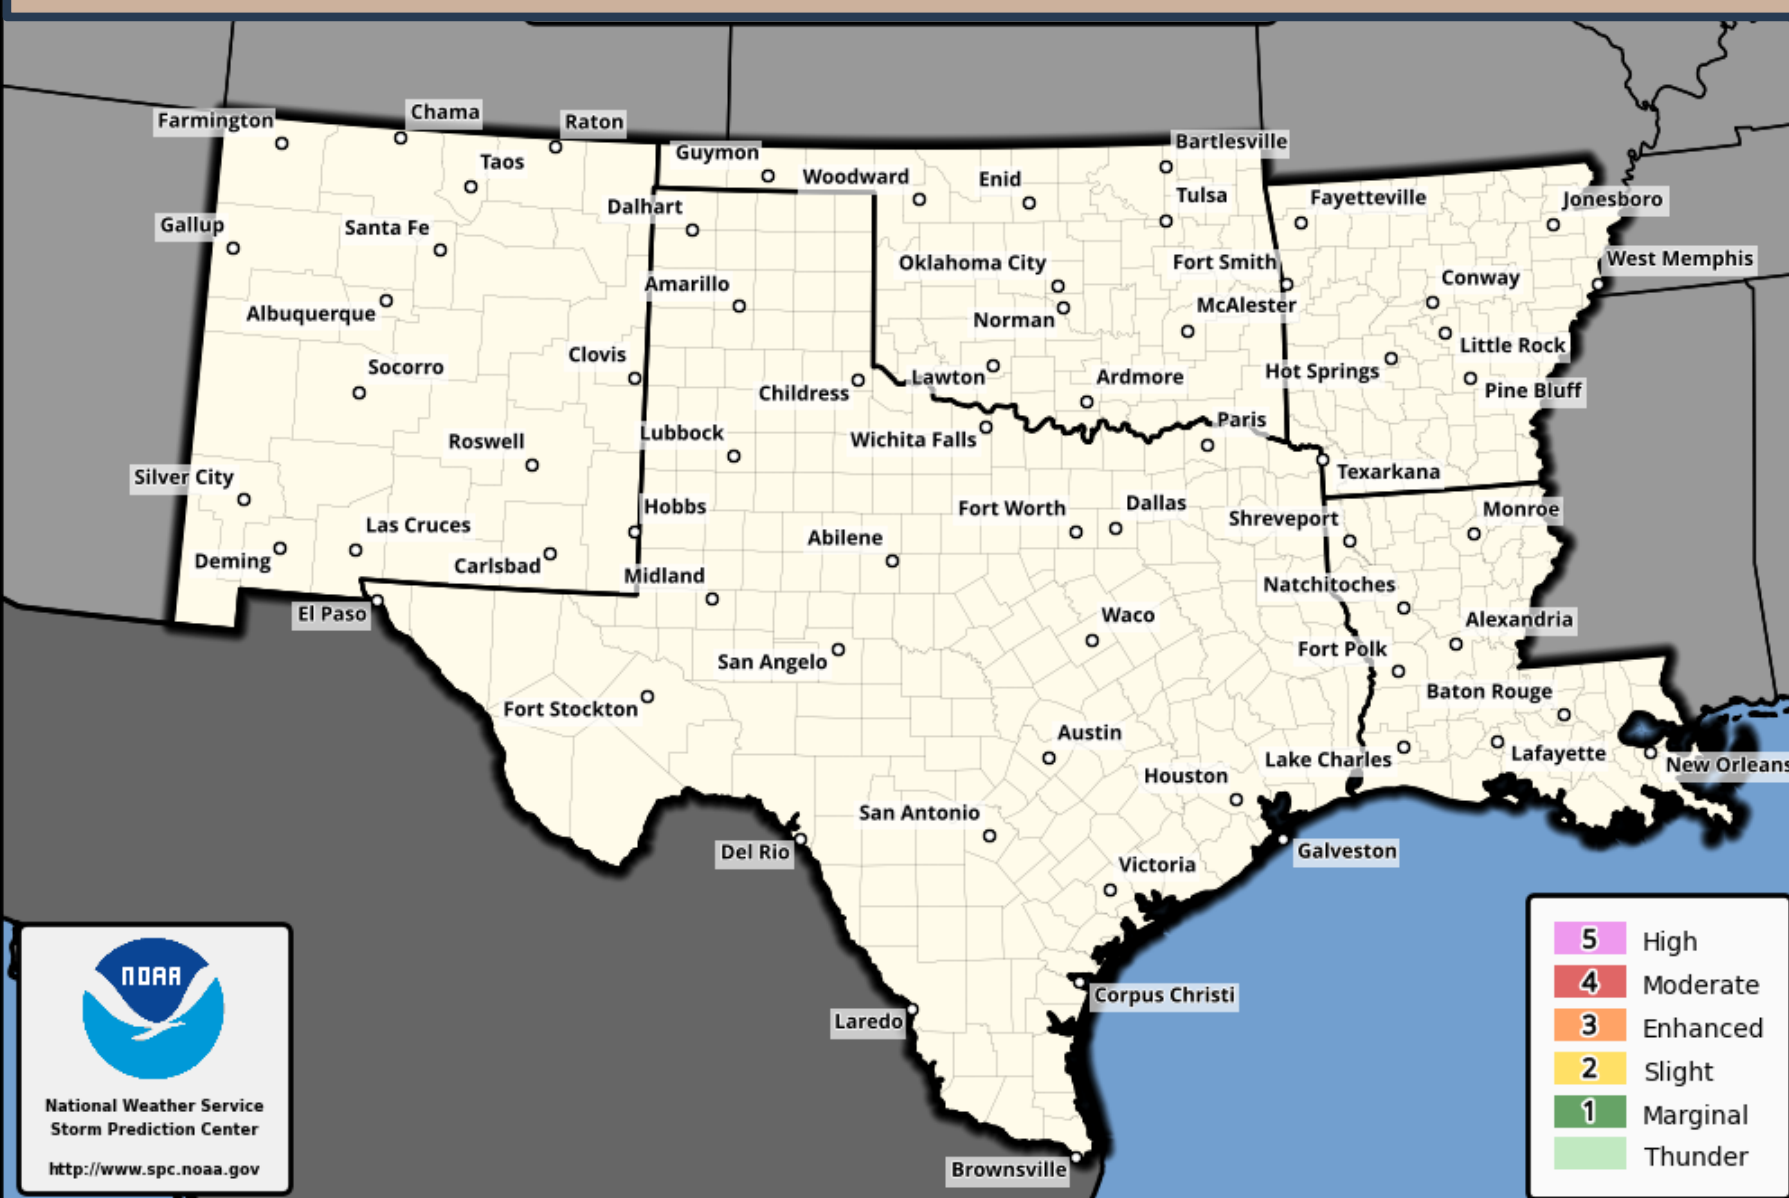 Farmington
Chama
Raton
Taos
Guymon
Woodward
Enid
Bartlesville
Tulsa
Fayetteville
Jonesboro
Gallup
Santa Fe
Dalhart
Oklahoma City
Fort Smith
West Memphis
Amarillo
Conway
Albuquerque
Norman
McAlester
Little Rock
Socorro
Clovis
Childress
Lawton
Ardmore
Hot Springs
Pine Bluff
Roswell
Lubbock
Wichita Falls
Paris
Texarkana
Silver City
Hobbs
Fort Worth
Dallas
Shreveport
Monroe
Las Cruces
Abilene
Deming
Carlsbad
Midland
Natchitoches
El Paso
Waco
Alexandria
San Angelo
Fort Polk
Fort Stockton
Baton Rouge
Austin
Lake Charles
Lafayette
New Orleans
Houston
San Antonio
Del Rio
Galveston
Victoria
Corpus Christi
Laredo
Brownsville
NOAA
National Weather Service
Storm Prediction Center
http://www.spc.noaa.gov
5 High
4 Moderate
3 Enhanced
2 Slight
1 Marginal
Thunder